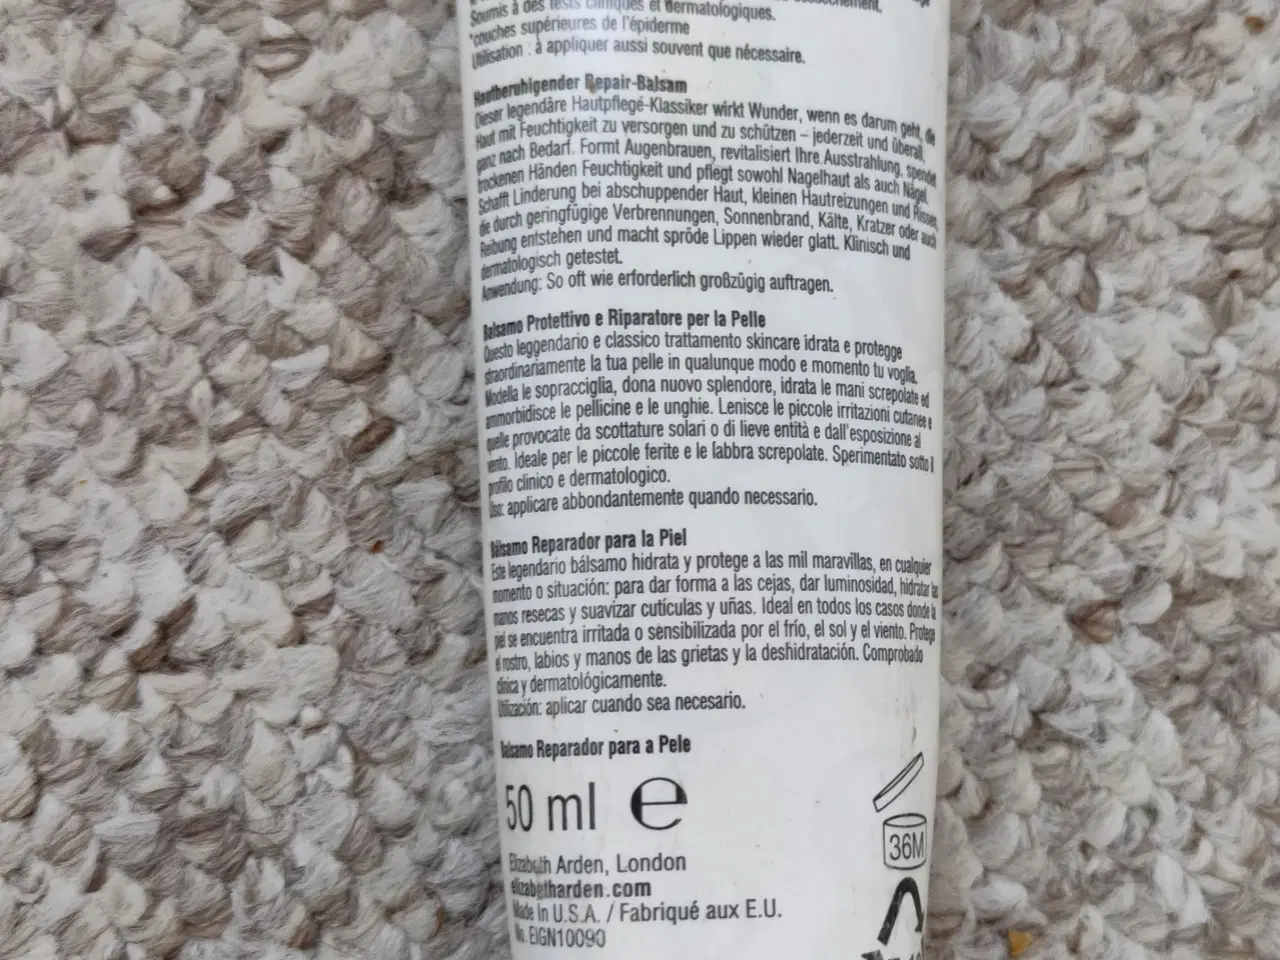 Soumis à des tests cliniques et dermatologiques.
*couches supérieures de l'épiderme
Utilisation : à appliquer aussi souvent que nécessaire.
Hautberuhigender Repair-Balsam
Dieser legendäre Hautpflege-Klassiker wirkt Wunder, wenn es darum geht, die
Haut mit Feuchtigkeit zu versorgen und zu schützen – jederzeit und überall,
ganz nach Bedarf. Formt Augenbrauen, revitalisiert Ihre Ausstrahlung, spendet
trockenen Händen Feuchtigkeit und pflegt sowohl Nagelhaut als auch Nägel.
Schafft Linderung bei abschuppender Haut, kleinen Hautreizungen und Rissen,
die durch geringfügige Verbrennungen, Sonnenbrand, Kälte, Kratzer oder auch
Reibung entstehen und macht spröde Lippen wieder glatt. Klinisch und
dermatologisch getestet.
Anwendung: So oft wie erforderlich großzügig auftragen.
Balsamo Protettivo e Riparatore per la Pelle
Questo leggendario e classico trattamento skincare idrata e protegge
straordinariamente la tua pelle in qualunque modo e momento tu voglia.
Modella le sopracciglia, dona nuovo splendore, idrata le mani screpolate ed
ammorbidisce le pellicine e le unghie. Lenisce le piccole irritazioni cutanee e
quelle provocate da scottature solari o di lieve entità e dall'esposizione al
vento. Ideale per le piccole ferite e le labbra screpolate. Sperimentato sotto il
profilo clinico e dermatologico.
Uso: applicare abbondantemente quando necessario.
Bálsamo Reparador para la Piel
Este legendario bálsamo hidrata y protege a las mil maravillas, en cualquier
momento o situación: para dar forma a las cejas, dar luminosidad, hidratar las
manos resecas y suavizar cutículas y uñas. Ideal en todos los casos donde la
piel se encuentra irritada o sensibilizada por el frío, el sol y el viento. Protege
el rostro, labios y manos de las grietas y la deshidratación. Comprobado
clínica y dermatológicamente.
Utilización: aplicar cuando sea necesario.
Balsamo Reparador para a Pele
50 ml e
36M
Elizabeth Arden, London
elizabetharden.com
Made In U.S.A. / Fabriqué aux E.U.
No. EIGN10090